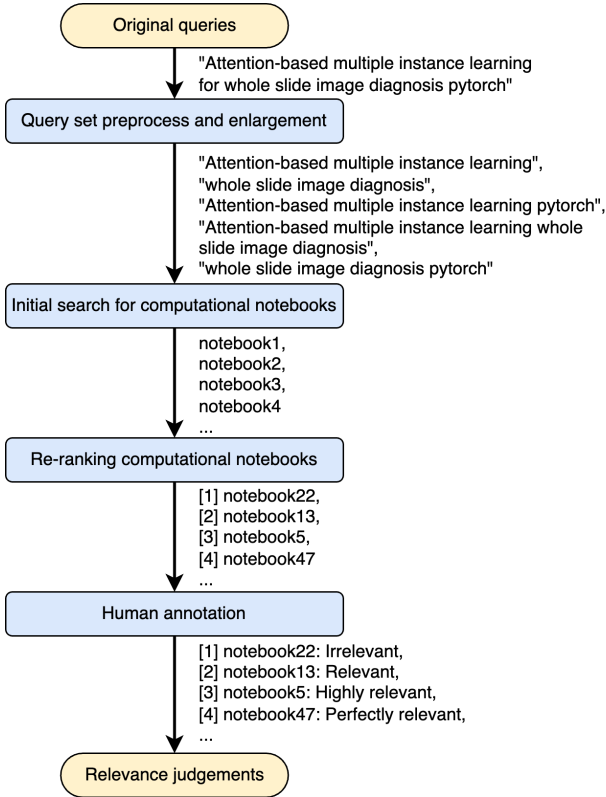 Original queries
"Attention-based multiple instance learning
for whole slide image diagnosis pytorch"
Query set preprocess and enlargement
"Attention-based multiple instance learning",
"whole slide image diagnosis",
"Attention-based multiple instance learning pytorch",
"Attention-based multiple instance learning whole
slide image diagnosis",
"whole slide image diagnosis pytorch"
Initial search for computational notebooks
notebook1,
notebook2,
notebook3,
notebook4
...
Re-ranking computational notebooks
[1] notebook22,
[2] notebook13,
[3] notebook5,
[4] notebook47
...
Human annotation
[1] notebook22: Irrelevant,
[2] notebook13: Relevant,
[3] notebook5: Highly relevant,
[4] notebook47: Perfectly relevant,
...
Relevance judgements